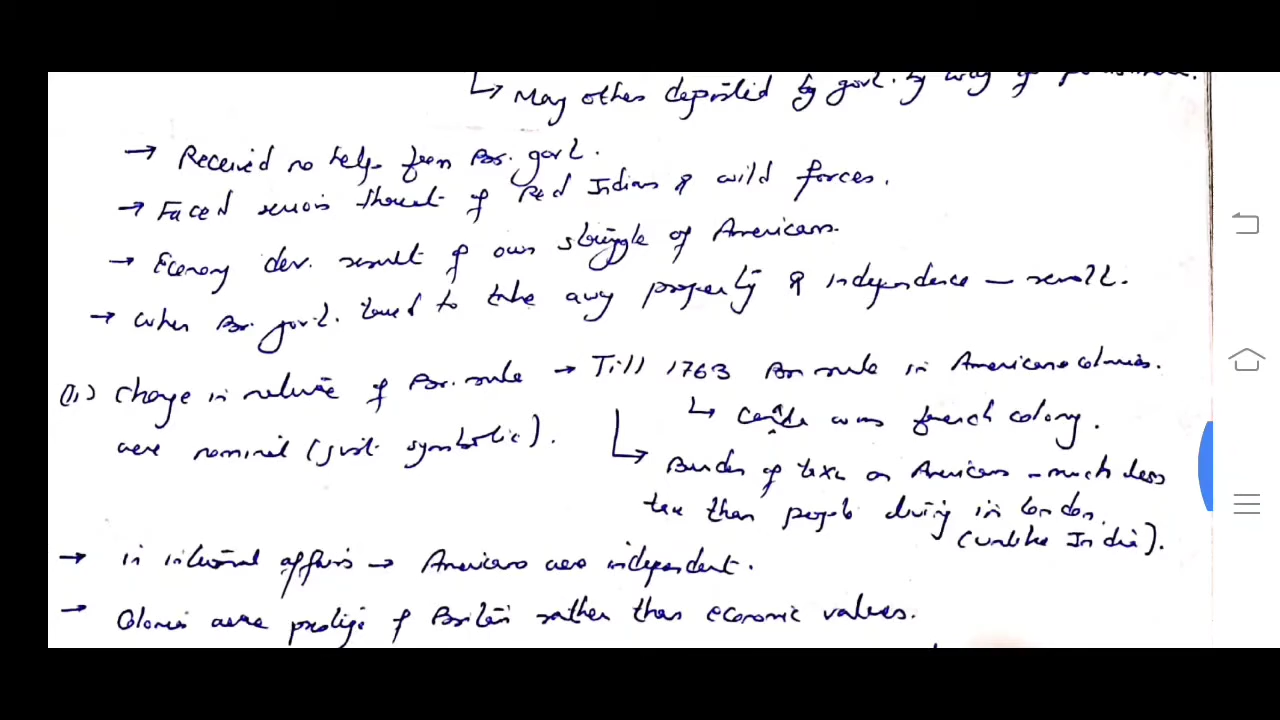 ↳ May others deported by govt. by way of
→ Received no help from Br. govt.
→ Faced serious threat of Red Indians & wild forces.
→ Economy dev. result of own struggle of Americans.
→ When Br. govt. tried to take away property & independence – revolt.
(ii) Change in nature of Br. rule → Till 1763 Br rule in American colonies
were nominal (just symbolic).
↳ Canada was french colony.
↳ Burden of tax on Americans – much less
tax than people living in London.
(unlike India).
→ in internal affairs → Americans were independent.
→ Colonies were prestige of Britain rather than economic values.